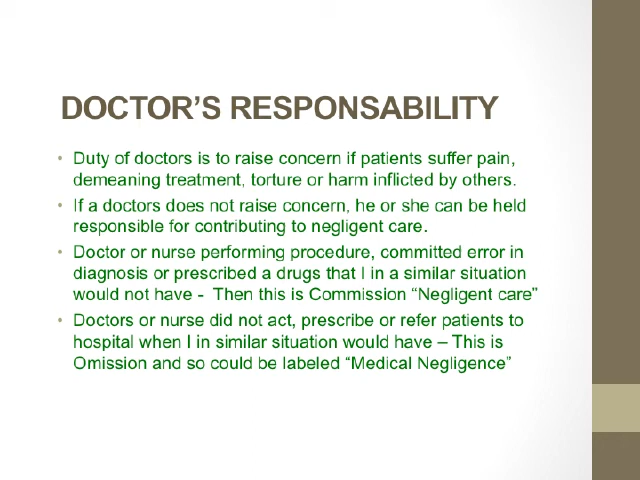 DOCTOR’S RESPONSABILITY
• Duty of doctors is to raise concern if patients suffer pain,
demeaning treatment, torture or harm inflicted by others.
• If a doctors does not raise concern, he or she can be held
responsible for contributing to negligent care.
• Doctor or nurse performing procedure, committed error in
diagnosis or prescribed a drugs that I in a similar situation
would not have - Then this is Commission “Negligent care”
• Doctors or nurse did not act, prescribe or refer patients to
hospital when I in similar situation would have – This is
Omission and so could be labeled “Medical Negligence”